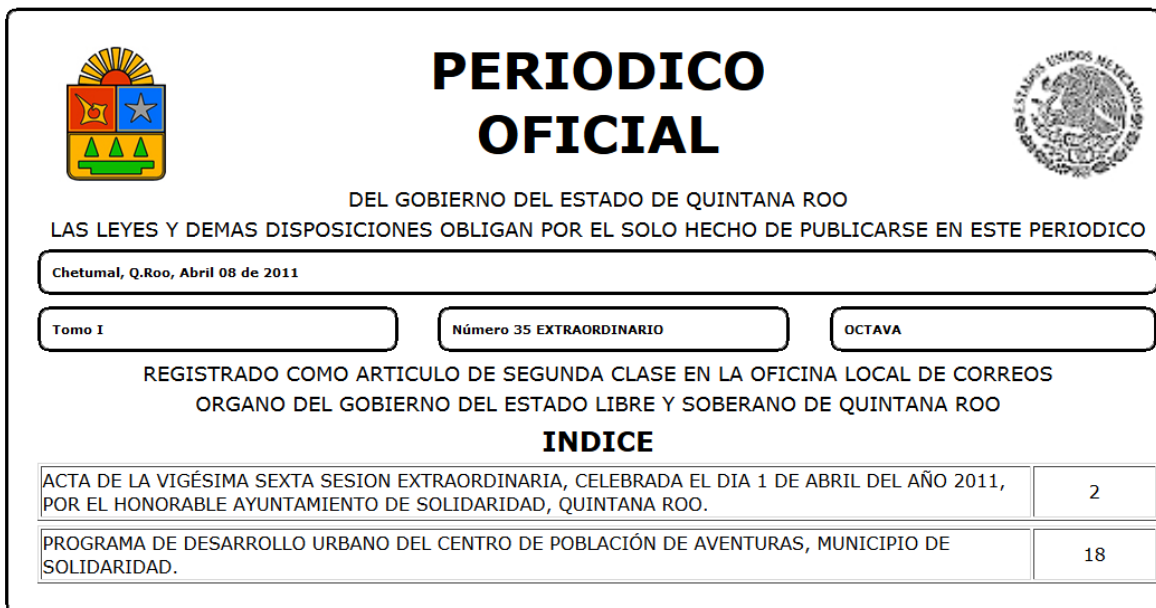 PERIODICO
OFICIAL
ESTADOS UNIDOS MEXICANOS
DEL GOBIERNO DEL ESTADO DE QUINTANA ROO
LAS LEYES Y DEMAS DISPOSICIONES OBLIGAN POR EL SOLO HECHO DE PUBLICARSE EN ESTE PERIODICO
Chetumal, Q.Roo, Abril 08 de 2011
Tomo I
Número 35 EXTRAORDINARIO
OCTAVA
REGISTRADO COMO ARTICULO DE SEGUNDA CLASE EN LA OFICINA LOCAL DE CORREOS
ORGANO DEL GOBIERNO DEL ESTADO LIBRE Y SOBERANO DE QUINTANA ROO
INDICE
ACTA DE LA VIGÉSIMA SEXTA SESION EXTRAORDINARIA, CELEBRADA EL DIA 1 DE ABRIL DEL AÑO 2011,
POR EL HONORABLE AYUNTAMIENTO DE SOLIDARIDAD, QUINTANA ROO.
2
PROGRAMA DE DESARROLLO URBANO DEL CENTRO DE POBLACIÓN DE AVENTURAS, MUNICIPIO DE
SOLIDARIDAD.
18